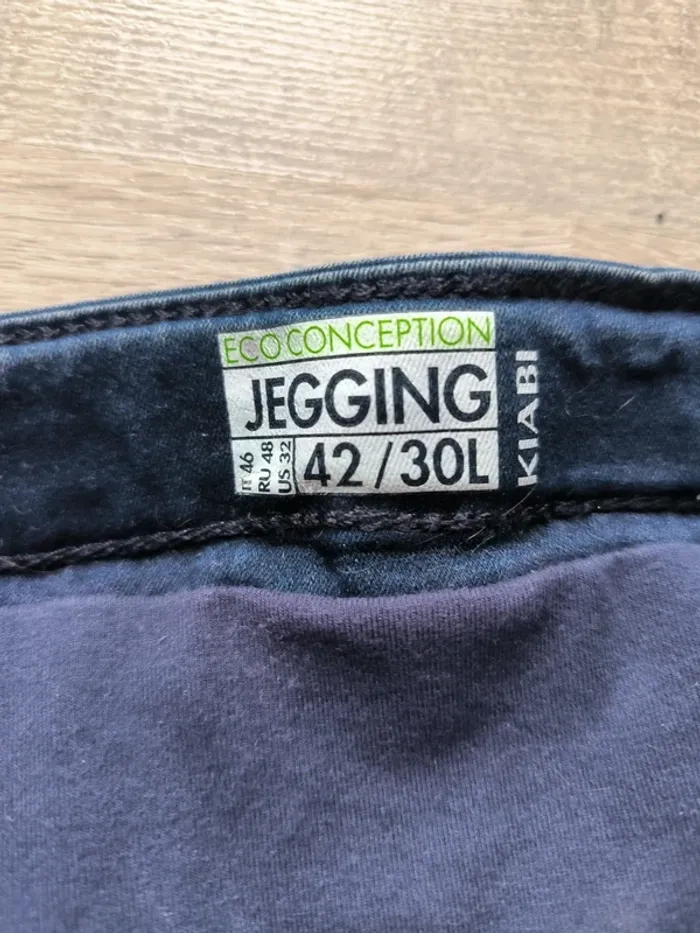 ECOCONCEPTION
JEGGING
IT 46
RU 48
US 32
42 / 30L
KIABI